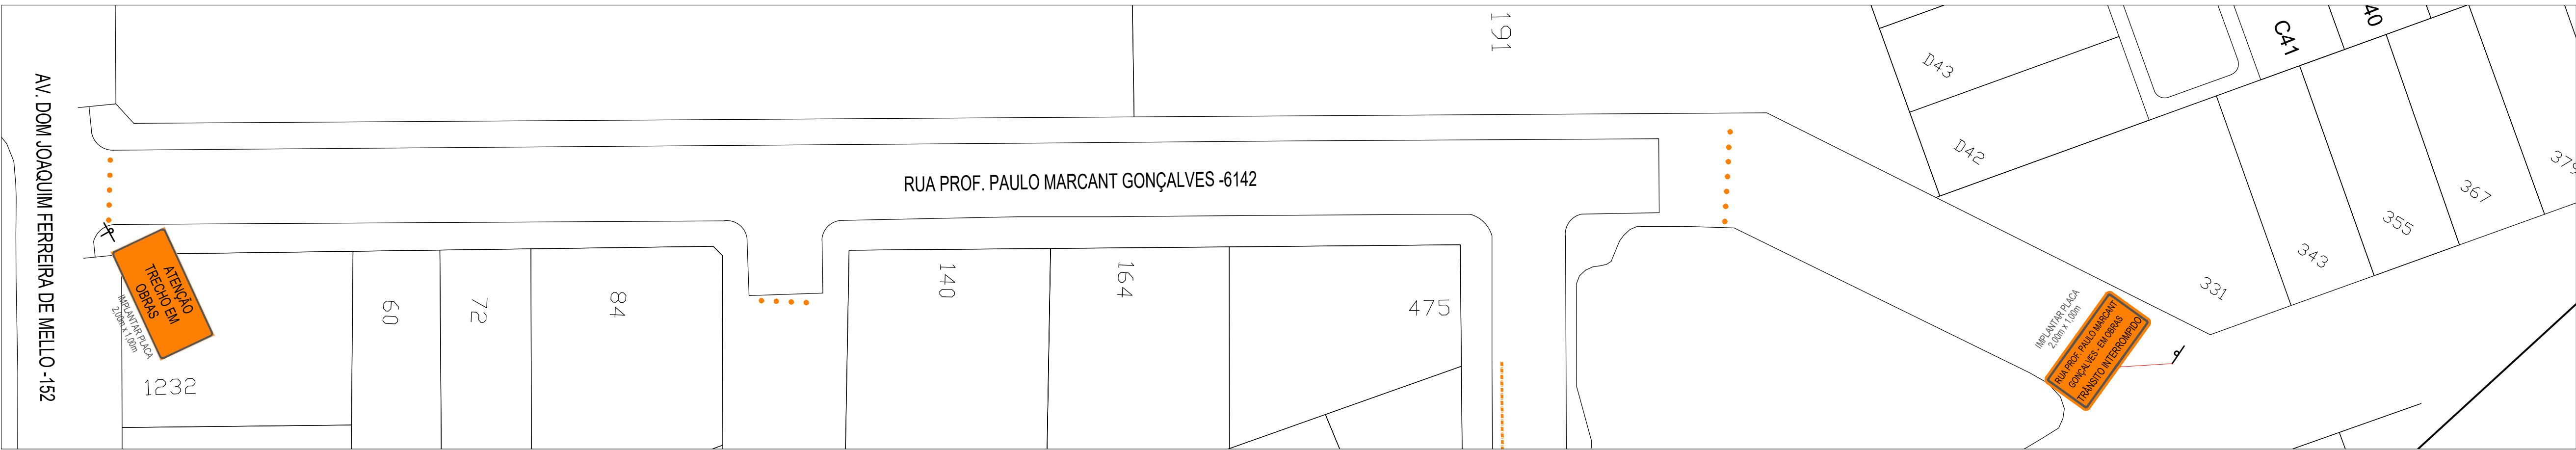 AV. DOM JOAQUIM FERREIRA DE MELLO -152
ATENÇÃO
TRECHO EM
OBRAS
IMPLANTAR PLACA
2,00m x 1,00m
1232
60
72
84
RUA PROF. PAULO MARCANT GONÇALVES -6142
140
164
191
475
D43
D42
C41
40
IMPLANTAR PLACA
2,00m x 1,00m
RUA PROF. PAULO MARCANT
GONÇALVES - EM OBRAS
TRÂNSITO INTERROMPIDO
331
343
355
367
379